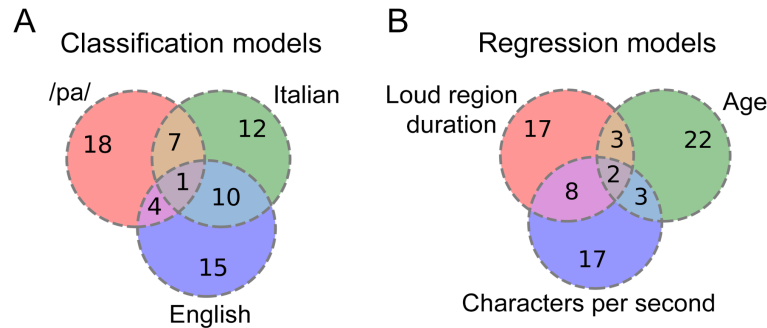 A
Classification models
/pa/
Italian
18
7
12
1
4
10
15
English
B
Regression models
Loud region
duration
Age
17
3
22
2
8
3
17
Characters per second